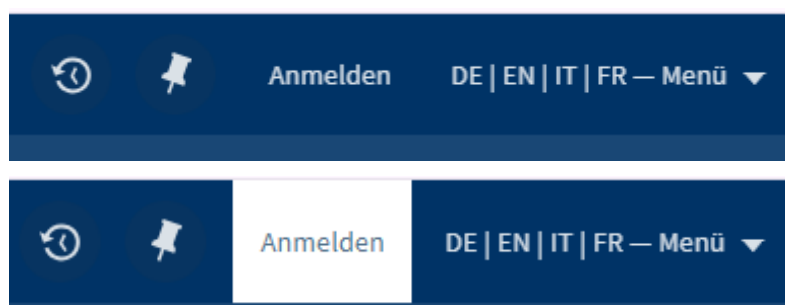 Anmelden DE | EN | IT | FR — Menü
Anmelden DE | EN | IT | FR — Menü